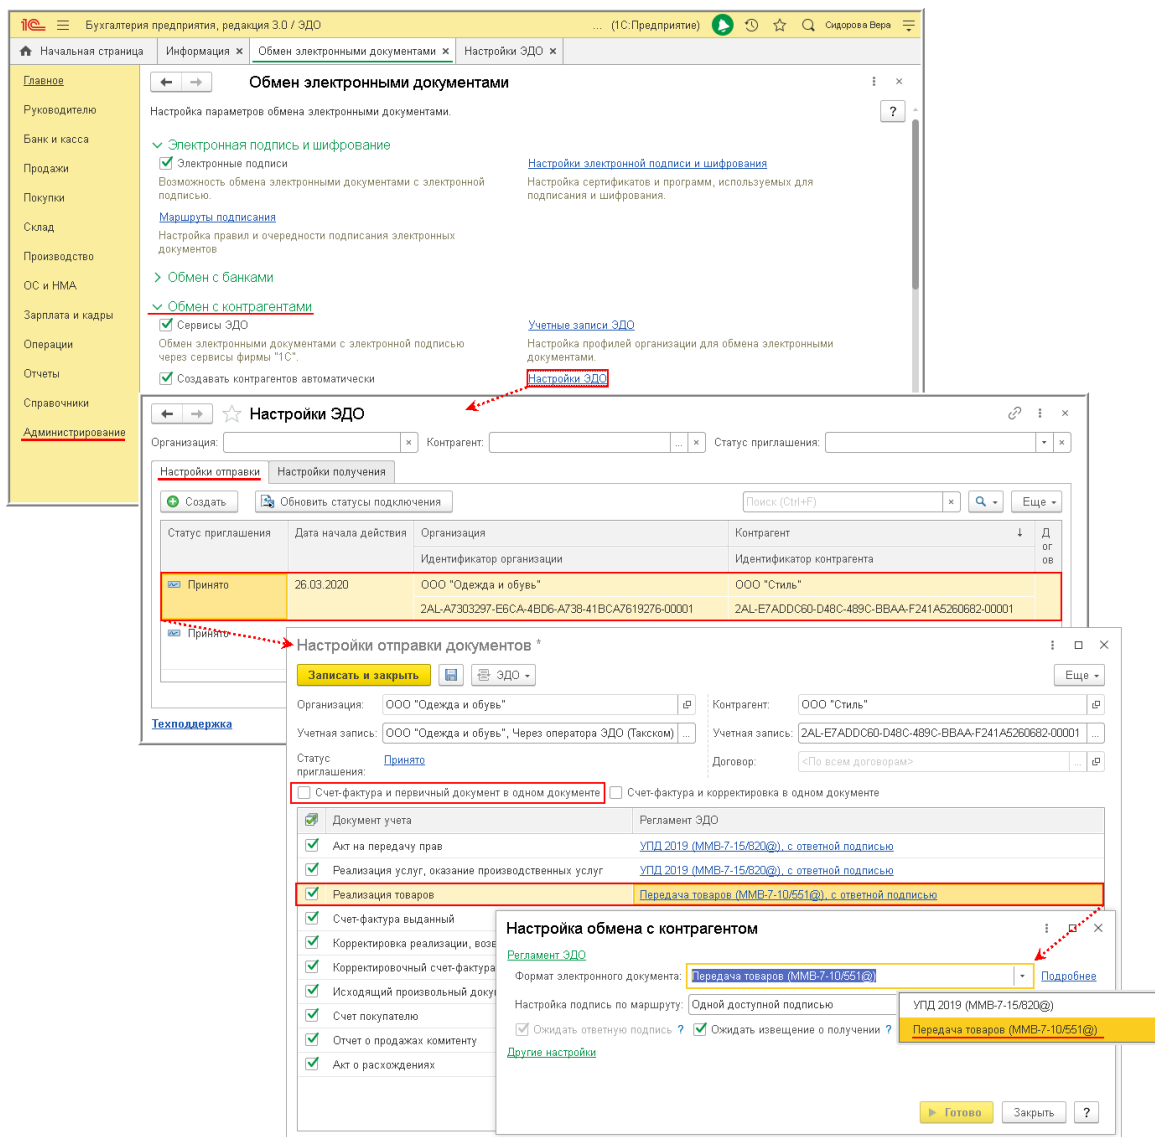 1С Бухгалтерия предприятия, редакция 3.0 / ЭДО ... (1С:Предприятие) Сидорова Вера
Начальная страница Информация × Обмен электронными документами × Настройки ЭДО ×
Главное
Руководителю
Банк и касса
Продажи
Покупки
Склад
Производство
ОС и НМА
Зарплата и кадры
Операции
Отчеты
Справочники
Администрирование
Обмен электронными документами
Настройка параметров обмена электронными документами. ?
Электронная подпись и шифрование
Электронные подписи Настройки электронной подписи и шифрования
Возможность обмена электронными документами с электронной Настройка сертификатов и программ, используемых для
подписью. подписания и шифрования.
Маршруты подписания
Настройка правил и очередности подписания электронных
документов
Обмен с банками
Обмен с контрагентами
Сервисы ЭДО Учетные записи ЭДО
Обмен электронными документами с электронной подписью Настройка профилей организации для обмена электронными
через сервисы фирмы "1С". документами.
Создавать контрагентов автоматически Настройки ЭДО
Настройки ЭДО
Организация: × Контрагент: ... × Статус приглашения: ×
Настройки отправки Настройки получения
Создать Обновить статусы подключения Поиск (Ctrl+F) × Еще
Статус приглашения Дата начала действия Организация Контрагент ↓ Д
ог
ов
Идентификатор организации Идентификатор контрагента
Принято 26.03.2020 ООО "Одежда и обувь" ООО "Стиль"
2AL-A7303297-E6CA-4BD6-A738-41BCA7619276-00001 2AL-E7ADDC60-D48C-489C-BBAA-F241A5260682-00001
Принято
Техподдержка
Настройки отправки документов *
Записать и закрыть ЭДО Еще
Организация: ООО "Одежда и обувь" Контрагент: ООО "Стиль"
Учетная запись: ООО "Одежда и обувь", Через оператора ЭДО (Такском) ... Учетная запись: 2AL-E7ADDC60-D48C-489C-BBAA-F241A5260682-00001 ...
Статус
приглашения: Принято Договор: <По всем договорам> ...
Счет-фактура и первичный документ в одном документе Счет-фактура и корректировка в одном документе
Документ учета Регламент ЭДО
Акт на передачу прав УПД 2019 (ММВ-7-15/820@), с ответной подписью
Реализация услуг, оказание производственных услуг УПД 2019 (ММВ-7-15/820@), с ответной подписью
Реализация товаров Передача товаров (ММВ-7-10/551@), с ответной подписью
Счет-фактура выданный
Корректировка реализации, возв
Корректировочный счет-фактура
Исходящий произвольный доку
Счет покупателю
Отчет о продажах комитенту
Акт о расхождениях
Настройка обмена с контрагентом
Регламент ЭДО
Формат электронного документа: Передача товаров (ММВ-7-10/551@) Подробнее
Настройка подпись по маршруту: Одной доступной подписью
УПД 2019 (ММВ-7-15/820@)
Передача товаров (ММВ-7-10/551@)
Ожидать ответную подпись ? Ожидать извещение о получении ?
Другие настройки
Готово Закрыть ?